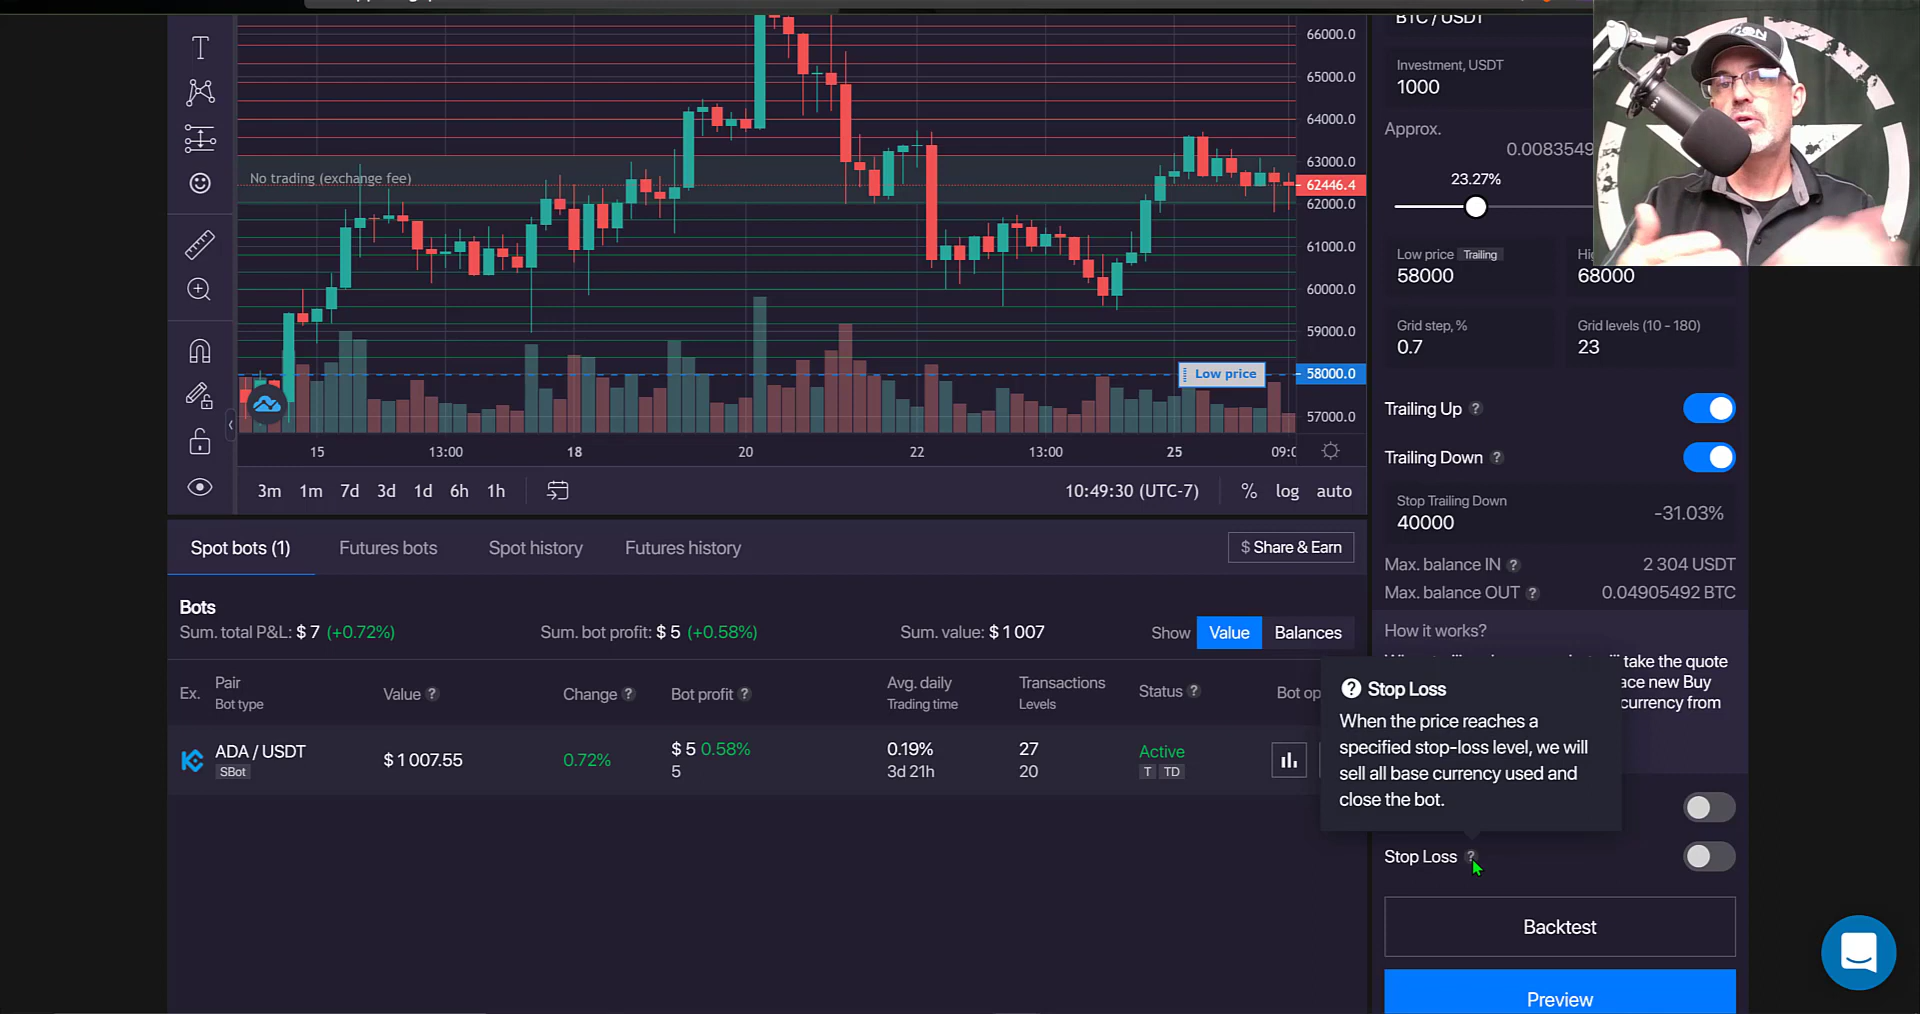 BTC / USDT
Investment, USDT
1000
Approx.
0.0083549
23.27%
Low price Trailing
58000
68000
Grid step, %
0.7
Grid levels (10 - 180)
23
Trailing Up ?
Trailing Down ?
Stop Trailing Down
40000
-31.03%
Max. balance IN ? 2 304 USDT
Max. balance OUT ? 0.04905492 BTC
How it works?
take the quote
Buy
currency from
? Stop Loss
When the price reaches a
specified stop-loss level, we will
sell all base currency used and
close the bot.
Stop Loss ?
Backtest
Preview
No trading (exchange fee)
Low price
66000.0
65000.0
64000.0
63000.0
62446.4
62000.0
61000.0
60000.0
59000.0
58000.0
57000.0
15 13:00 18 20 22 13:00 25 09:0
3m 1m 7d 3d 1d 6h 1h
10:49:30 (UTC-7) % log auto
Spot bots (1) Futures bots Spot history Futures history
$ Share & Earn
Bots
Sum. total P&L: $ 7 (+0.72%) Sum. bot profit: $ 5 (+0.58%) Sum. value: $ 1 007 Show Value Balances
Ex.
Pair
Bot type
Value ?
Change ?
Bot profit ?
Avg. daily
Trading time
Transactions
Levels
Status ?
Bot op
ADA / USDT
SBot
$ 1 007.55
0.72%
$ 5 0.58%
5
0.19%
3d 21h
27
20
Active
T TD